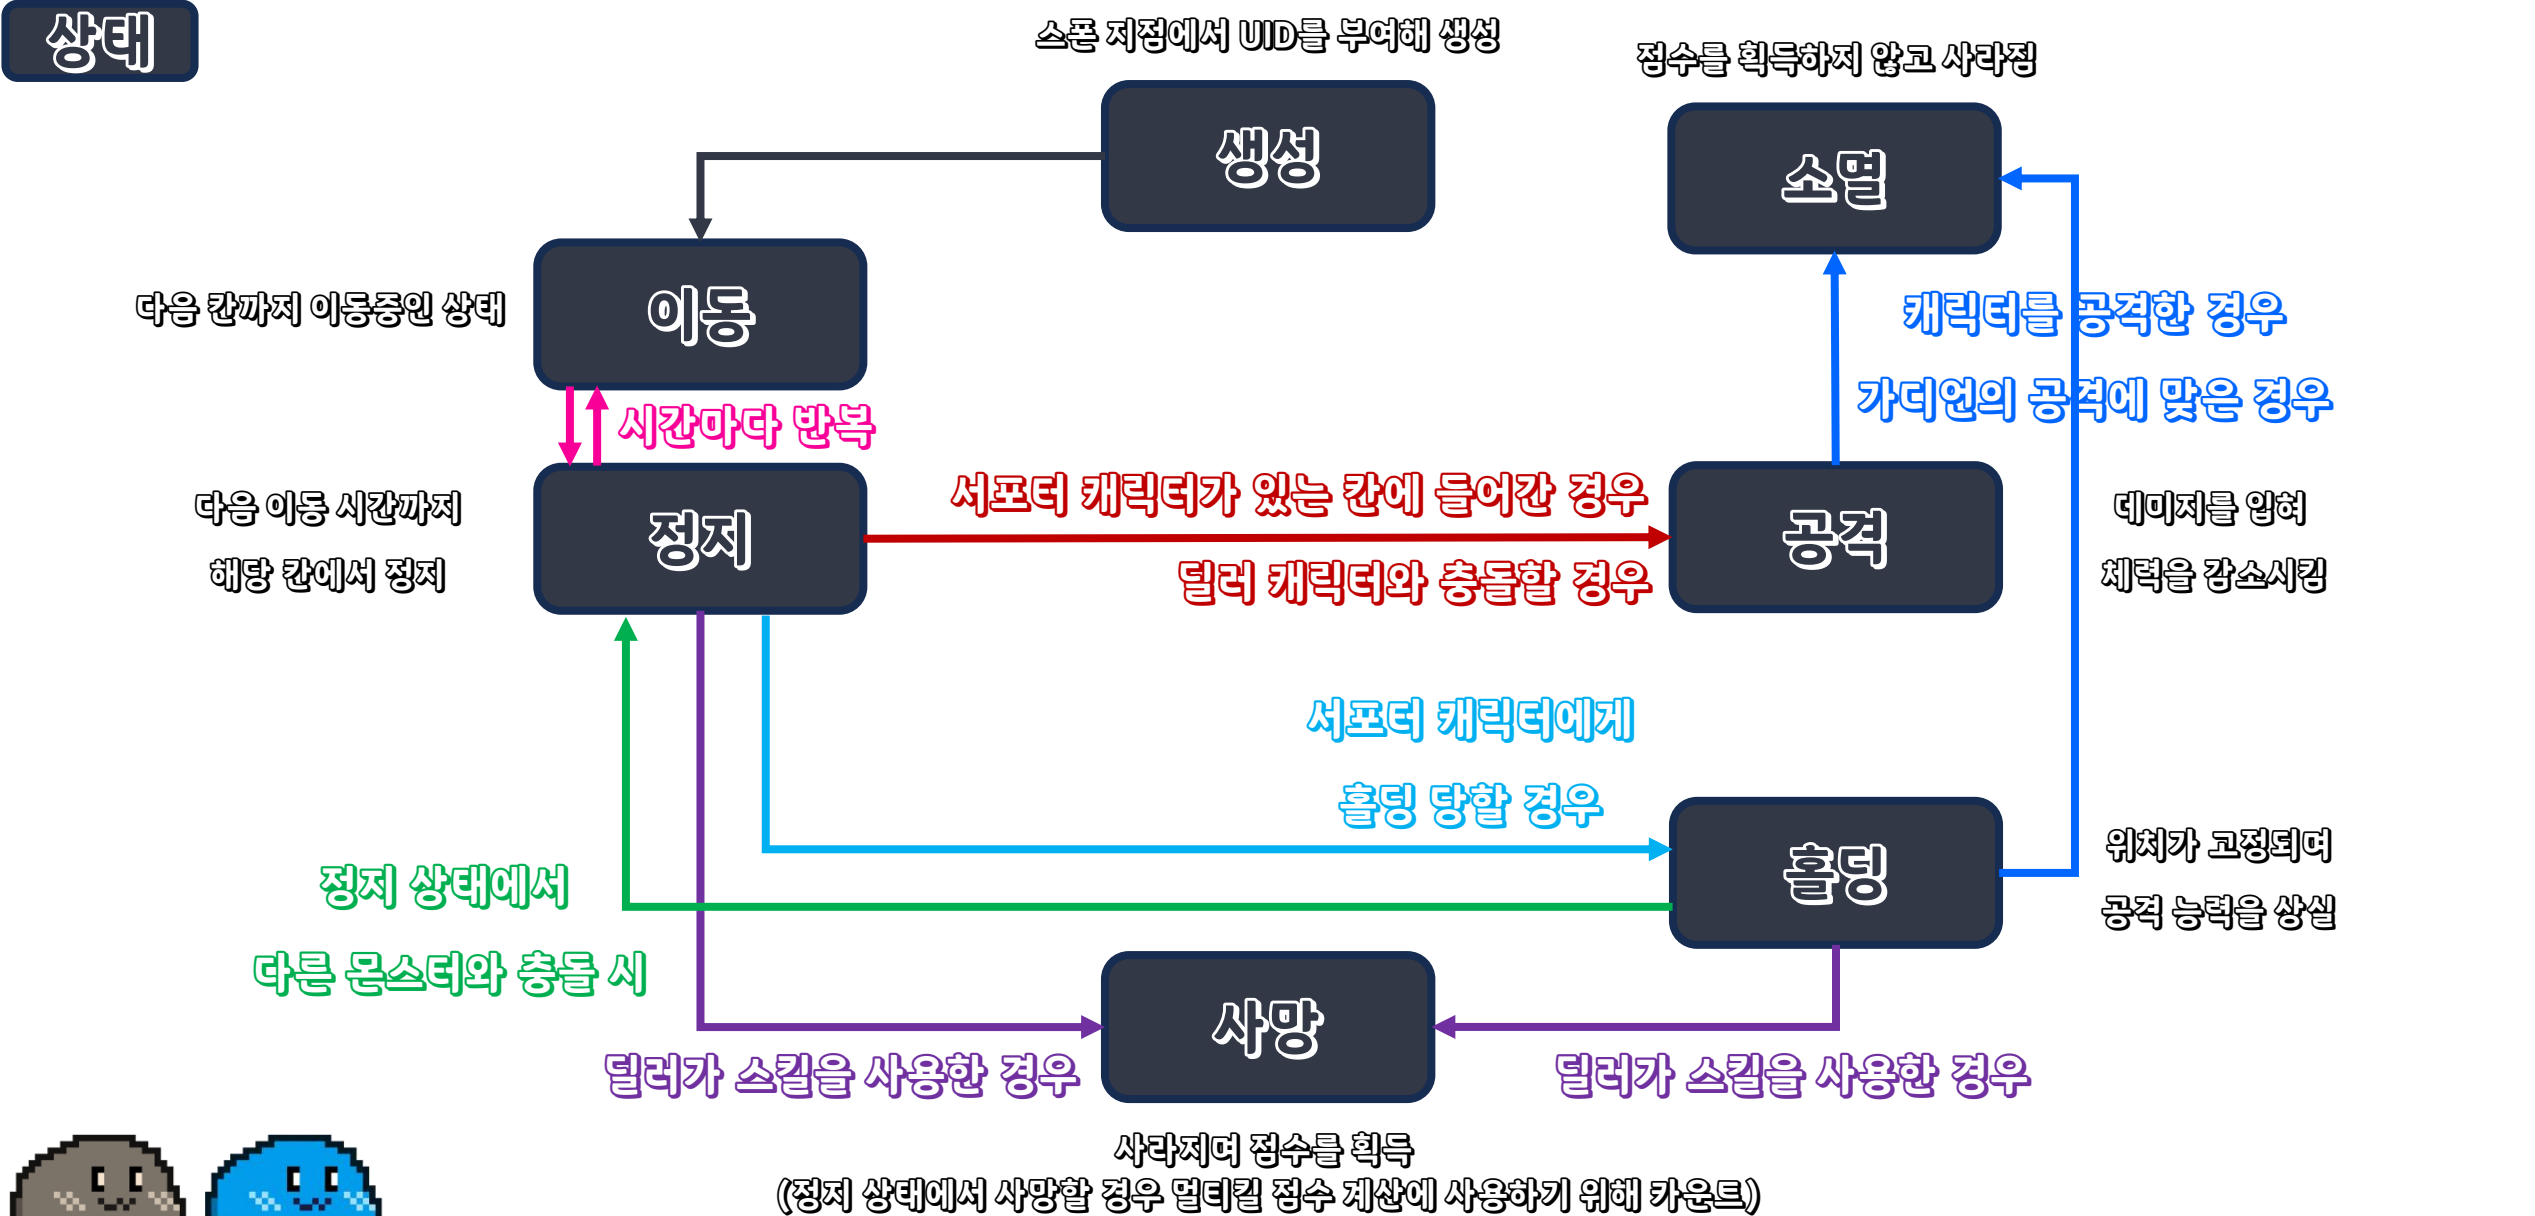 상태
스폰 지점에서 UID를 부여해 생성
생성
점수를 획득하지 않고 사라짐
소멸
다음 칸까지 이동중인 상태
이동
캐릭터를 공격한 경우
가디언의 공격에 맞은 경우
시간마다 반복
다음 이동 시간까지
해당 칸에서 정지
정지
서포터 캐릭터가 있는 칸에 들어간 경우
딜러 캐릭터와 충돌할 경우
공격
데미지를 입혀
체력을 감소시킴
서포터 캐릭터에게
홀딩 당할 경우
홀딩
위치가 고정되며
공격 능력을 상실
정지 상태에서
다른 몬스터와 충돌 시
사망
딜러가 스킬을 사용한 경우
딜러가 스킬을 사용한 경우
사라지며 점수를 획득
(정지 상태에서 사망할 경우 멀티킬 점수 계산에 사용하기 위해 카운트)